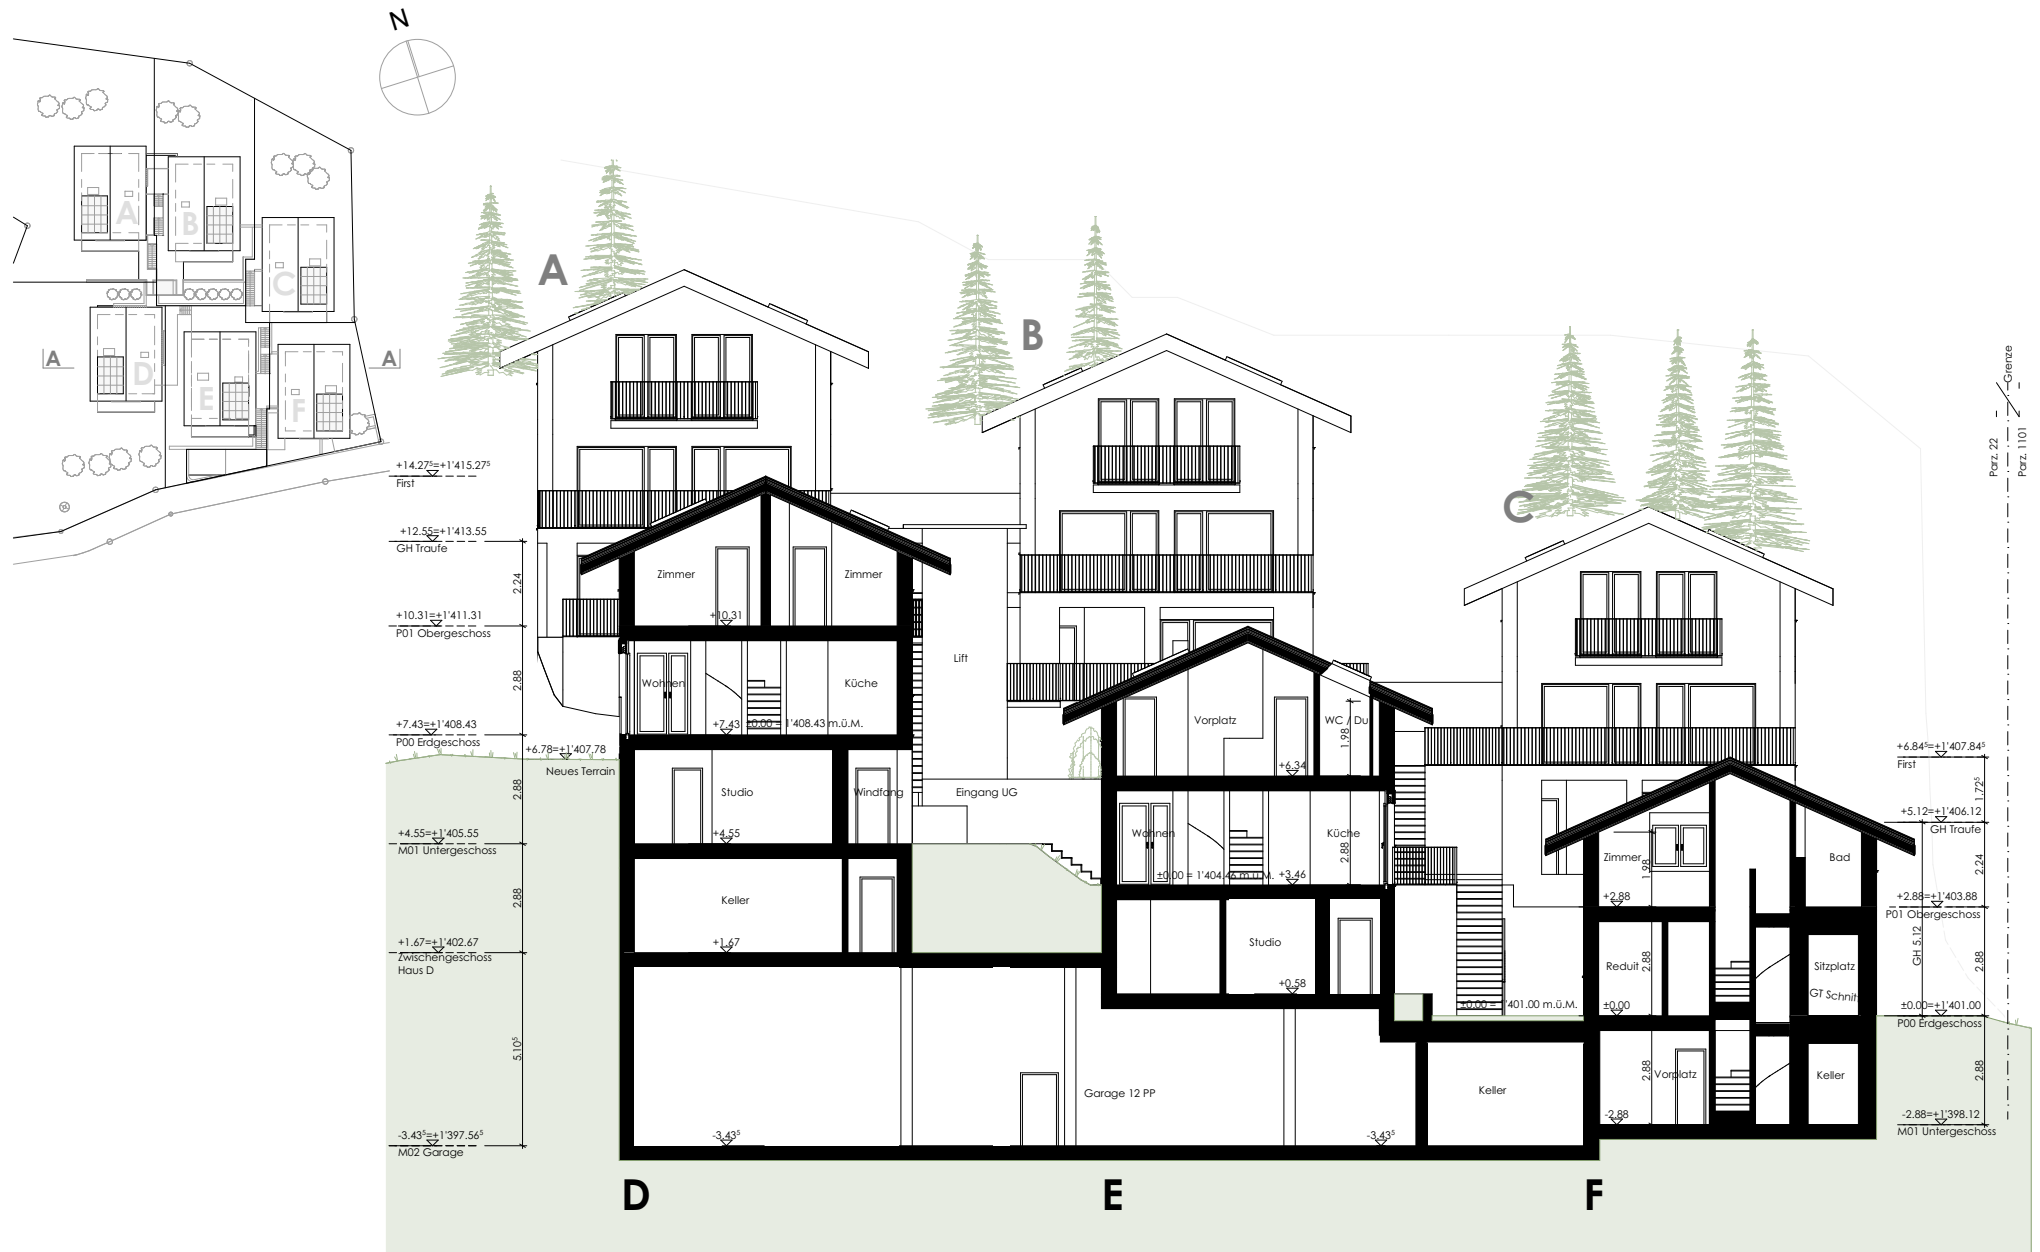 N
A
B
C
D
E
F
A
A
A
B
C
+14.27⁵=+1'415.27⁵
First
+12.55=+1'413.55
GH Traufe
2.24
+10.31=+1'411.31
P01 Obergeschoss
2.88
+7.43=+1'408.43
P00 Erdgeschoss
+6.78=+1'407.78
Neues Terrain
2.88
+4.55=+1'405.55
M01 Untergeschoss
2.88
+1.67=+1'402.67
Zwischengeschoss
Haus D
5.10⁵
-3.43⁵=+1'397.56⁵
M02 Garage
Zimmer
Zimmer
+10.31
Wohnen
Küche
+7.43
±0.00 = 1'408.43 m.ü.M.
Studio
Windfang
+4.55
Keller
+1.67
-3.43⁵
Lift
Eingang UG
Vorplatz
WC / Du
1.98
+6.34
Wohnen
Küche
2.88
±0.00 = 1'404.46 m.ü.M.
+3.46
Studio
+0.58
Garage 12 PP
-3.43⁵
Keller
±0.00 = 1'401.00 m.ü.M.
Zimmer
1.98
Bad
+2.88
Reduit
2.88
Sitzplatz
GT Schnit
±0.00
Vorplatz
2.88
Keller
-2.88
Grenze
Parz. 22
Parz. 1101
+6.84⁵=+1'407.84⁵
First
1.72⁵
+5.12=+1'406.12
GH Traufe
2.24
+2.88=+1'403.88
P01 Obergeschoss
GH 5.12
2.88
±0.00=+1'401.00
P00 Erdgeschoss
2.88
-2.88=+1'398.12
M01 Untergeschoss
D
E
F